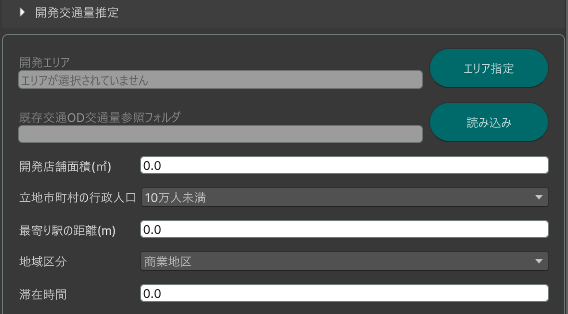 開発交通量推定
開発エリア
エリアが選択されていません
エリア指定
既存交通OD交通量参照フォルダ
読み込み
開発店舗面積(㎡) 0.0
立地市町村の行政人口 10万人未満
最寄り駅の距離(m) 0.0
地域区分 商業地区
滞在時間 0.0